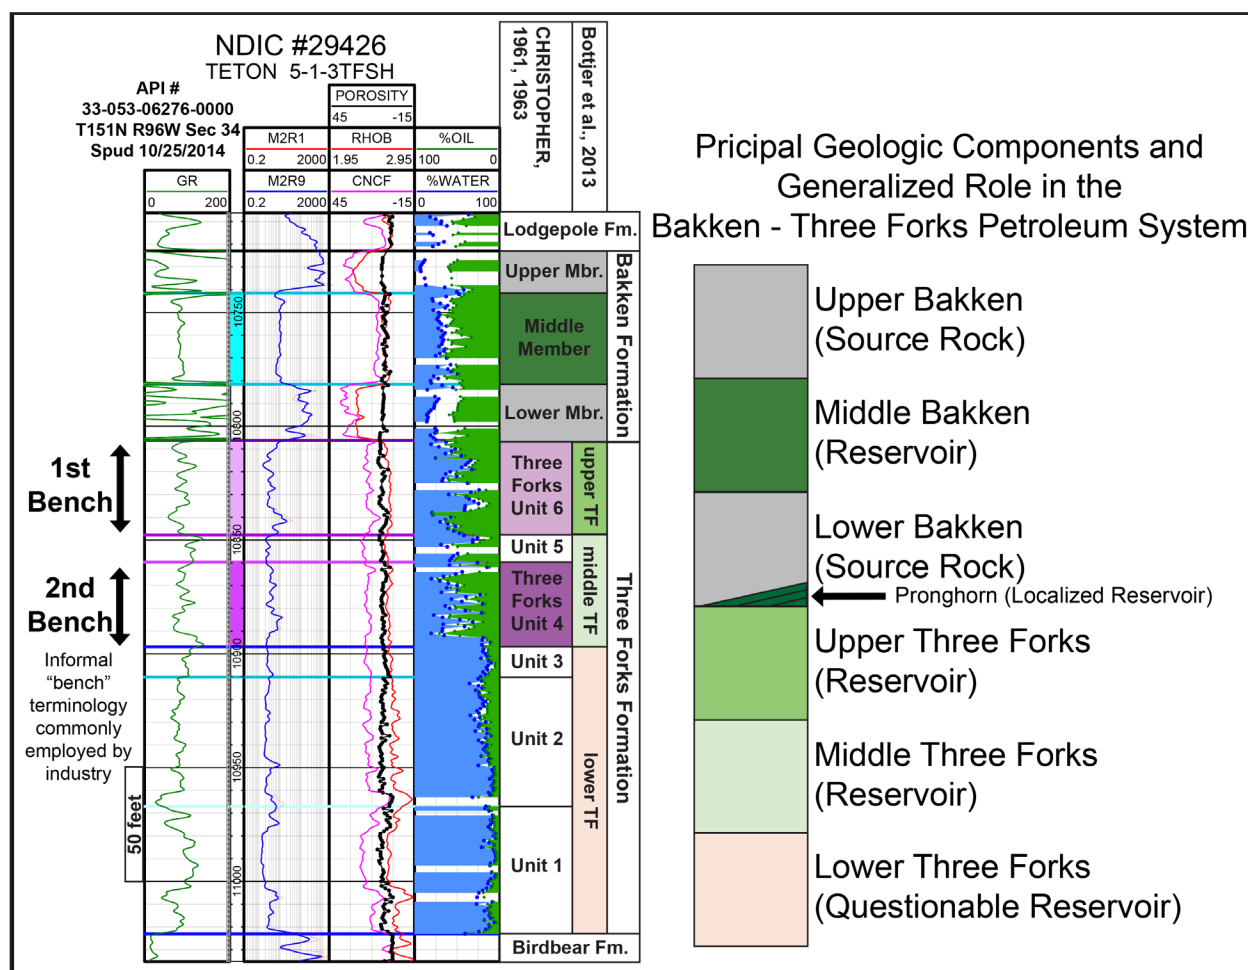 NDIC #29426
TETON 5-1-3TFSH
API #
33-053-06276-0000
T151N R96W Sec 34
Spud 10/25/2014
GR
0 200
M2R1
0.2 2000
M2R9
0.2 2000
POROSITY
45 -15
RHOB
1.95 2.95
CNCF
45 -15
%OIL
100 0
%WATER
0 100
CHRISTOPHER,
1961, 1963
Bottjer et al., 2013
Lodgepole Fm.
Upper Mbr.
Middle
Member
Lower Mbr.
Bakken Formation
Three
Forks
Unit 6
Unit 5
Three
Forks
Unit 4
Unit 3
Unit 2
Unit 1
Birdbear Fm.
upper TF
middle TF
lower TF
Three Forks Formation
10750
10800
10850
10900
10950
11000
1st
Bench
2nd
Bench
Informal
“bench”
terminology
commonly
employed by
industry
50 feet
Pricipal Geologic Components and
Generalized Role in the
Bakken - Three Forks Petroleum System
Upper Bakken
(Source Rock)
Middle Bakken
(Reservoir)
Lower Bakken
(Source Rock)
Pronghorn (Localized Reservoir)
Upper Three Forks
(Reservoir)
Middle Three Forks
(Reservoir)
Lower Three Forks
(Questionable Reservoir)